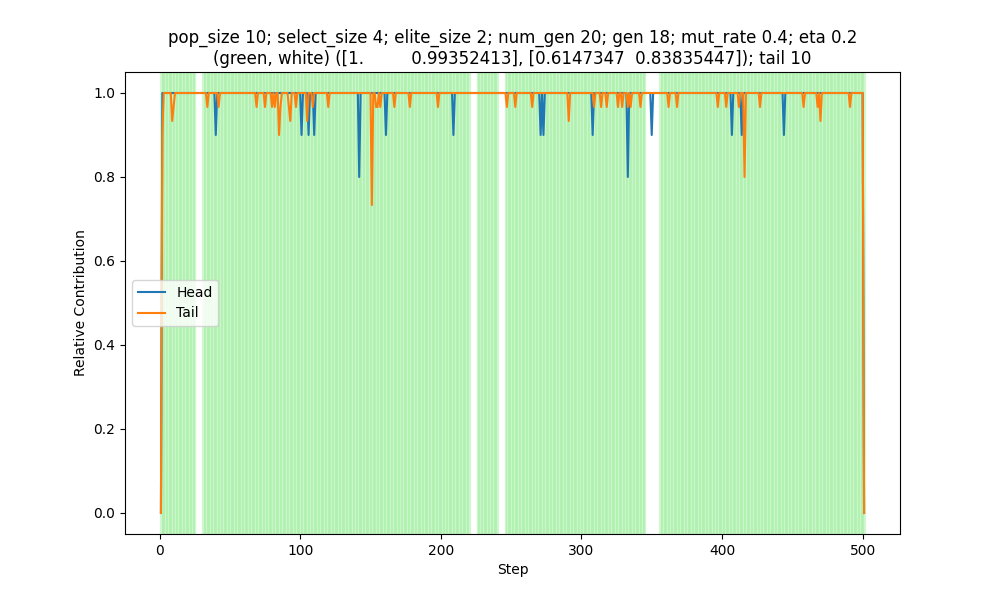 pop_size 10; select_size 4; elite_size 2; num_gen 20; gen 18; mut_rate 0.4; eta 0.2
(green, white) ([1.          0.99352413], [0.6147347  0.83835447]); tail 10
1.0
0.8
0.6
0.4
0.2
0.0
Relative Contribution
Head
Tail
0 100 200 300 400 500
Step